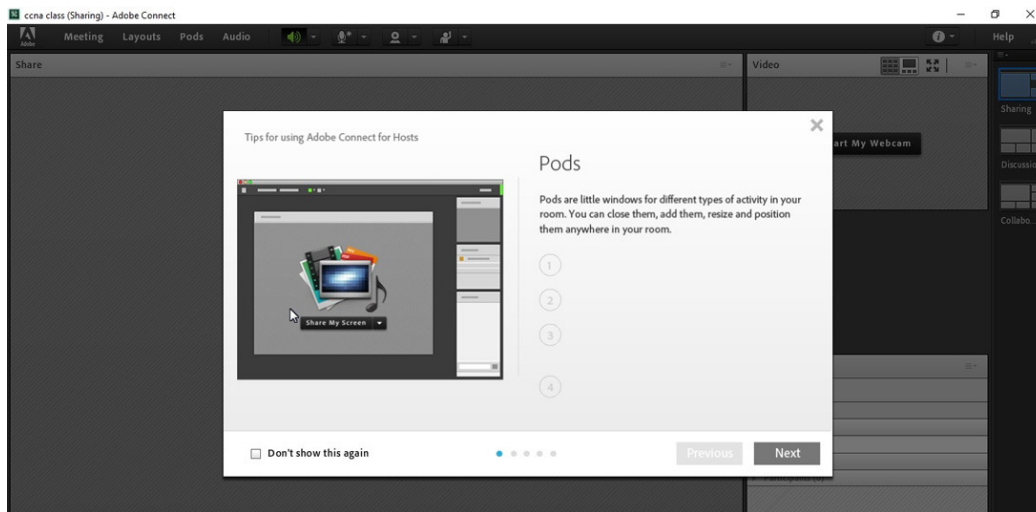 ccna class (Sharing) - Adobe Connect
Adobe
Meeting Layouts Pods Audio
Help
Share
Video
Sharing
art My Webcam
Discussio
Collabo...
Tips for using Adobe Connect for Hosts
Pods
Pods are little windows for different types of activity in your
room. You can close them, add them, resize and position
them anywhere in your room.
1
2
3
4
Share My Screen
Don't show this again
Previous Next
Participants (0)